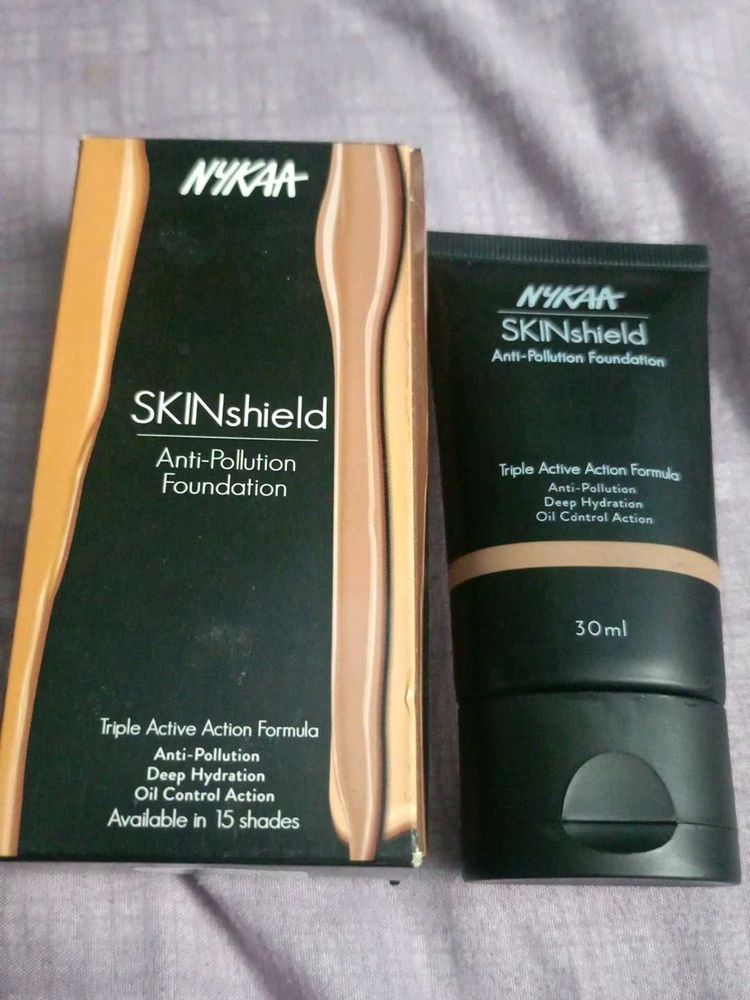 NYKAA
SKINshield
Anti-Pollution
Foundation
Triple Active Action Formula
Anti-Pollution
Deep Hydration
Oil Control Action
Available in 15 shades
NYKAA
SKINshield
Anti-Pollution Foundation
Triple Active Action Formula
Anti-Pollution
Deep Hydration
Oil Control Action
30ml